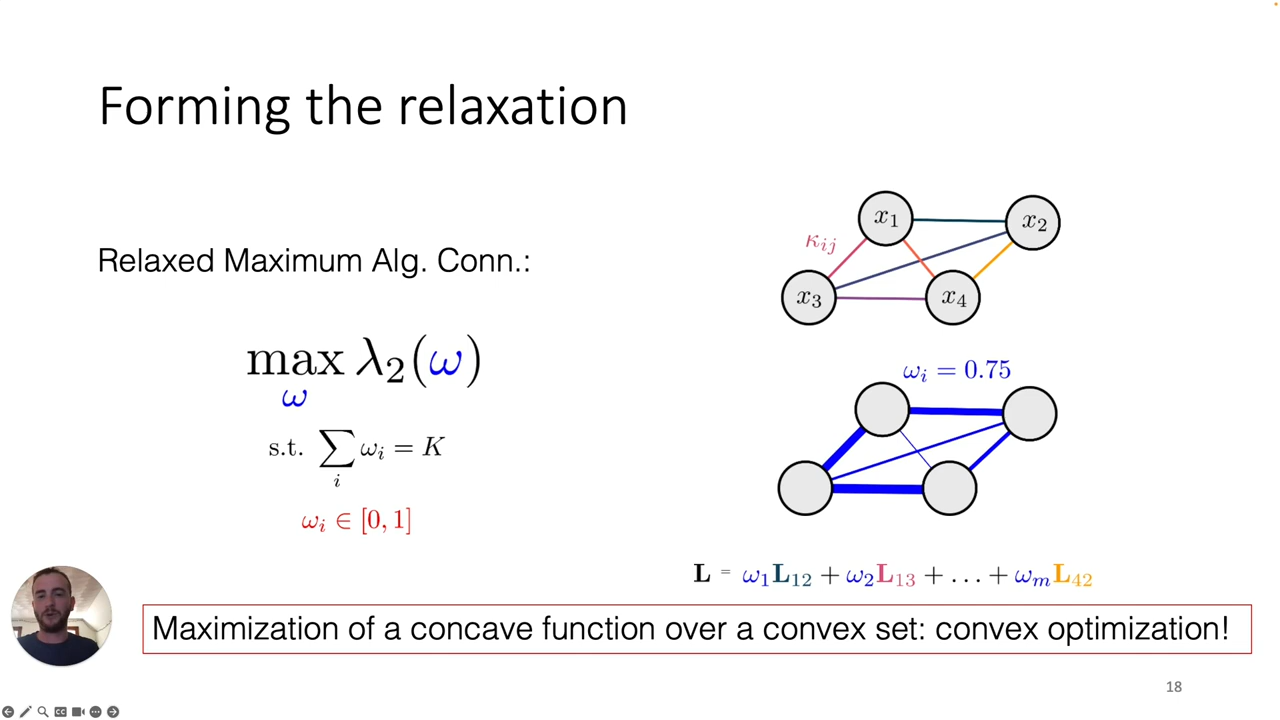 Forming the relaxation
Relaxed Maximum Alg. Conn.:
max λ₂(ω)
ω
s.t. ∑ ωᵢ = K
i
ωᵢ ∈ [0, 1]
x₁
x₂
κᵢⱼ
x₃
x₄
ωᵢ = 0.75
L = ω₁L₁₂ + ω₂L₁₃ + … + ωₘL₄₂
Maximization of a concave function over a convex set: convex optimization!
18